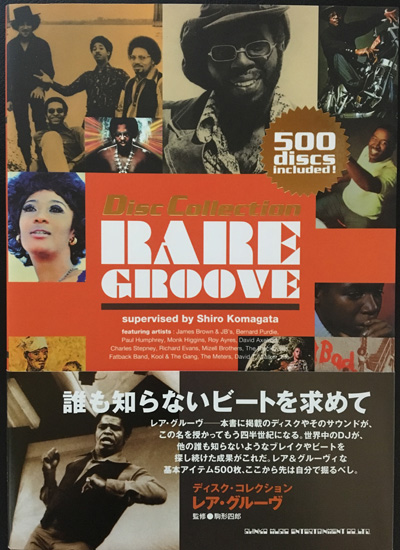 500
discs
included!
Disc Collection
RARE
GROOVE
supervised by Shiro Komagata
featuring artists : James Brown & JB's, Bernard Purdie,
Paul Humphrey, Monk Higgins, Roy Ayres, David Axelrod,
Charles Stepney, Richard Evans, Mizell Brothers, The
Fatback Band, Kool & The Gang, The Meters, David
Bad
誰も知らないビートを求めて
レア・グルーヴ——本書に掲載のディスクやそのサウンドが、
この名を授かってもう四半世紀になる。世界中のDJが、
他の誰も知らないようなブレイクやビートを
探し続けた成果がこれだ。レア&グルーヴィな
基本アイテム500枚、ここから先は自分で掘るべし。
ディスク・コレクション
レア・グルーヴ
監修●駒形四郎
SHINKO MUSIC ENTERTAINMENT CO.,LTD.